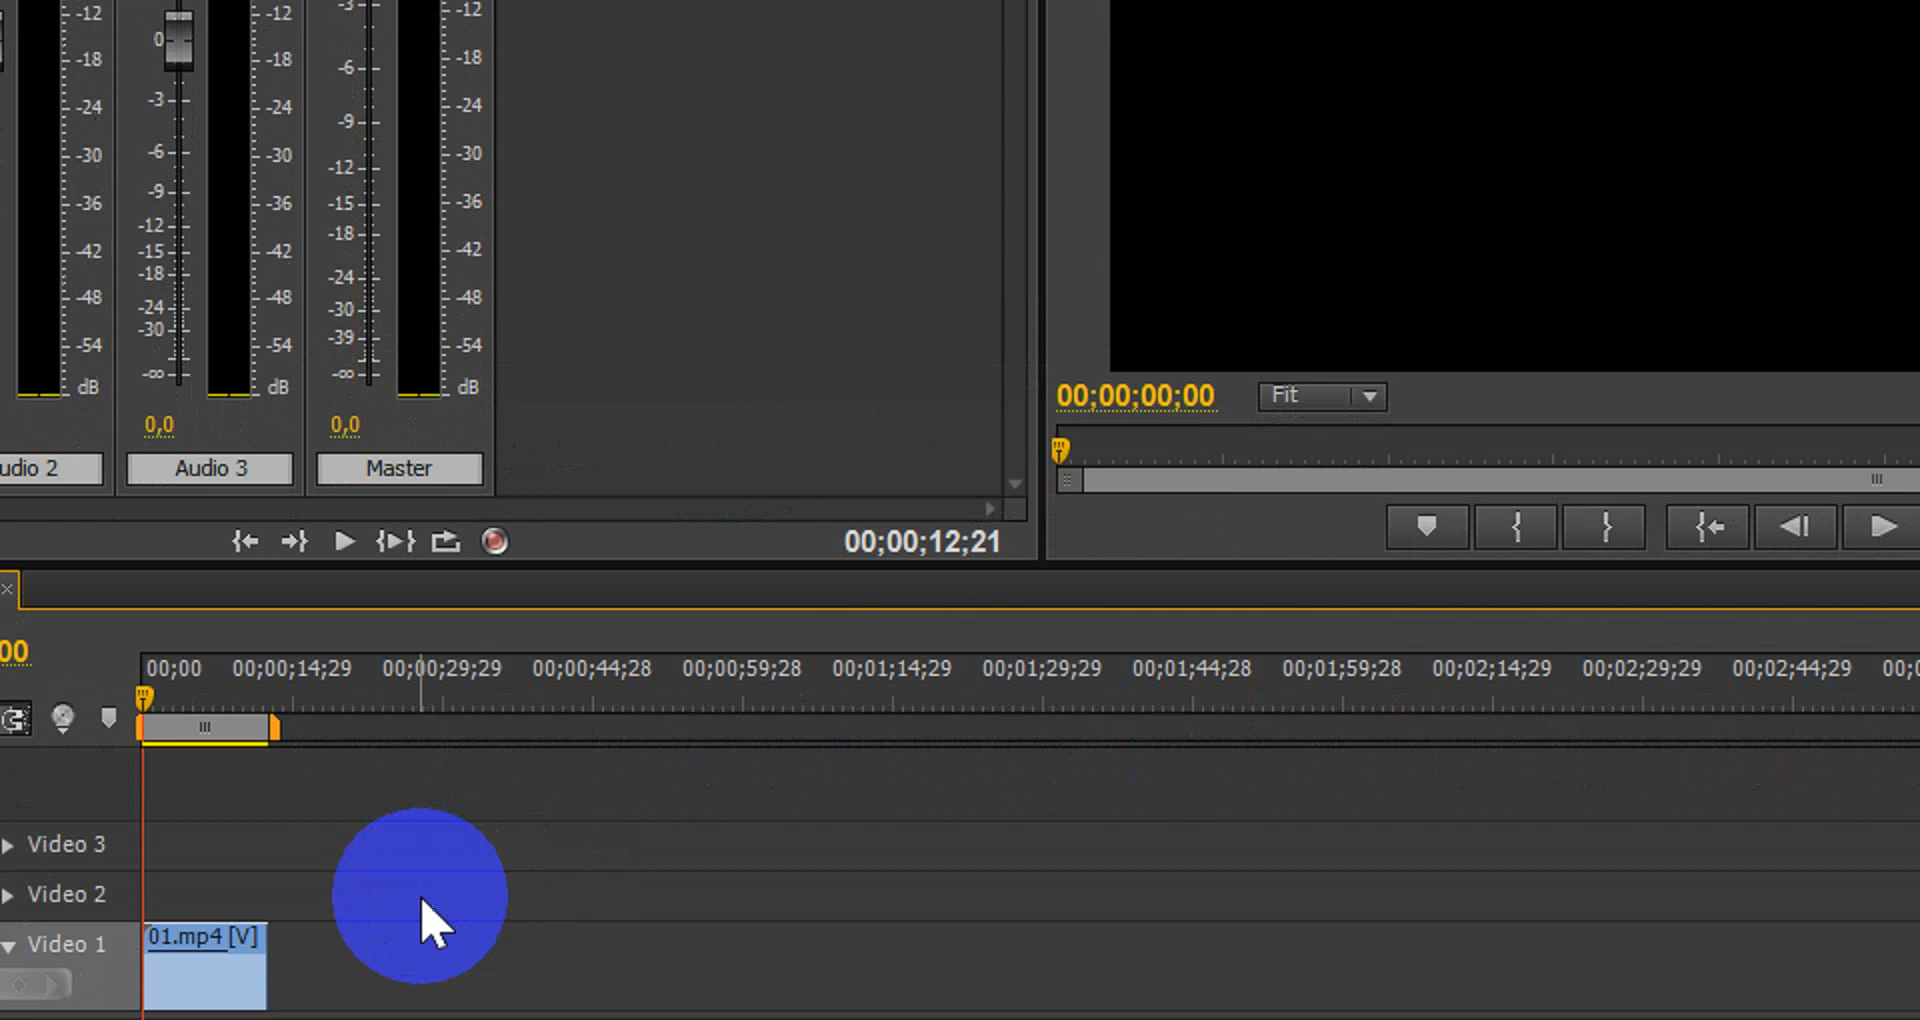 -12 -12 -3 -12
0
-18 -18 -6 -18
-3
-24 -24 -9 -24
-6
-30 -30 -12 -30
-9
-36 -36 -15 -36
-12 -18
-42 -15 -42 -42
-18 -24
-48 -24 -48 -30 -48
-30 -39
-54 -54 -54
-∞ -∞
dB dB dB
0,0 0,0
udio 2 Audio 3 Master
00;00;12;21
00;00;00;00 Fit
00
00;00 00;00;14;29 00;00;29;29 00;00;44;28 00;00;59;28 00;01;14;29 00;01;29;29 00;01;44;28 00;01;59;28 00;02;14;29 00;02;29;29 00;02;44;29 00;0
Video 3
Video 2
Video 1
01.mp4 [V]